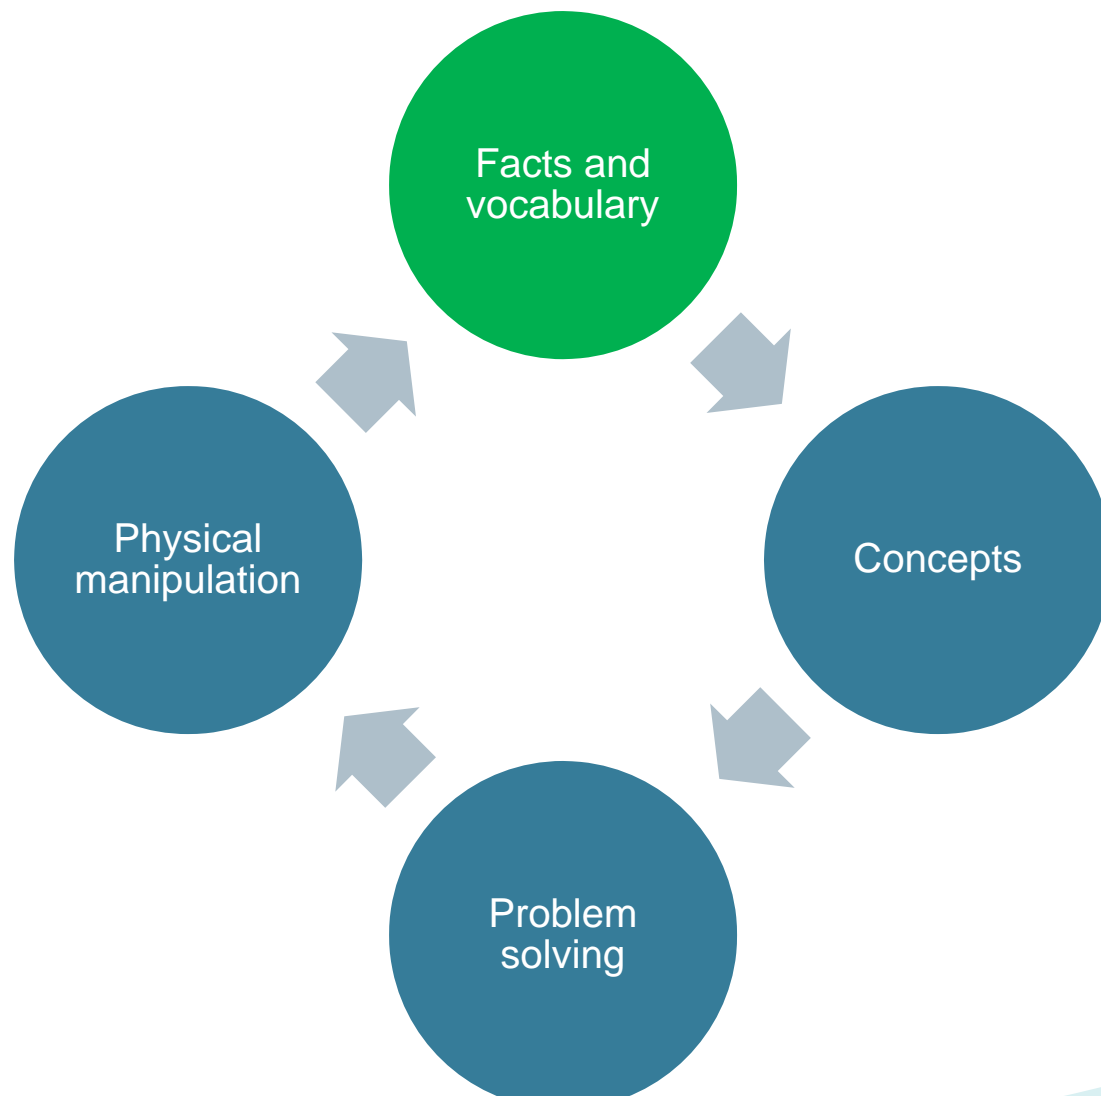 Facts and
vocabulary
Concepts
Problem
solving
Physical
manipulation